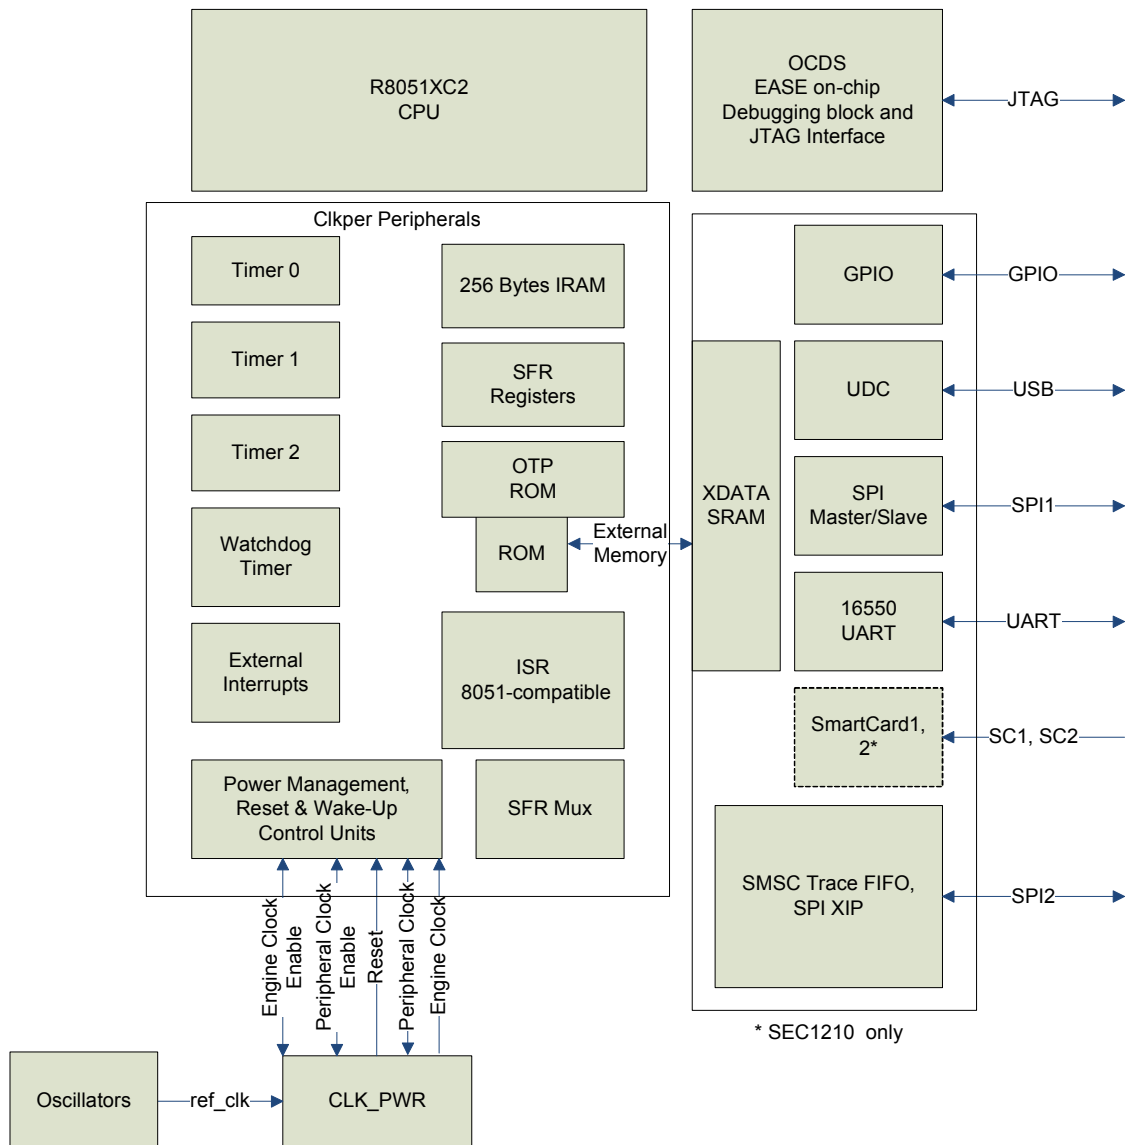 R8051XC2
CPU
OCDS
EASE on-chip
Debugging block and
JTAG Interface
JTAG
Clkper Peripherals
Timer 0
Timer 1
Timer 2
Watchdog
Timer
External
Interrupts
256 Bytes IRAM
SFR
Registers
OTP
ROM
ROM
External
Memory
ISR
8051-compatible
Power Management,
Reset & Wake-Up
Control Units
SFR Mux
XDATA
SRAM
GPIO
GPIO
UDC
USB
SPI
Master/Slave
SPI1
16550
UART
UART
SmartCard1,
2*
SC1, SC2
SMSC Trace FIFO,
SPI XIP
SPI2
* SEC1210 only
Engine Clock
Enable
Peripheral Clock
Enable
Reset
Peripheral Clock
Engine Clock
Oscillators
ref_clk
CLK_PWR